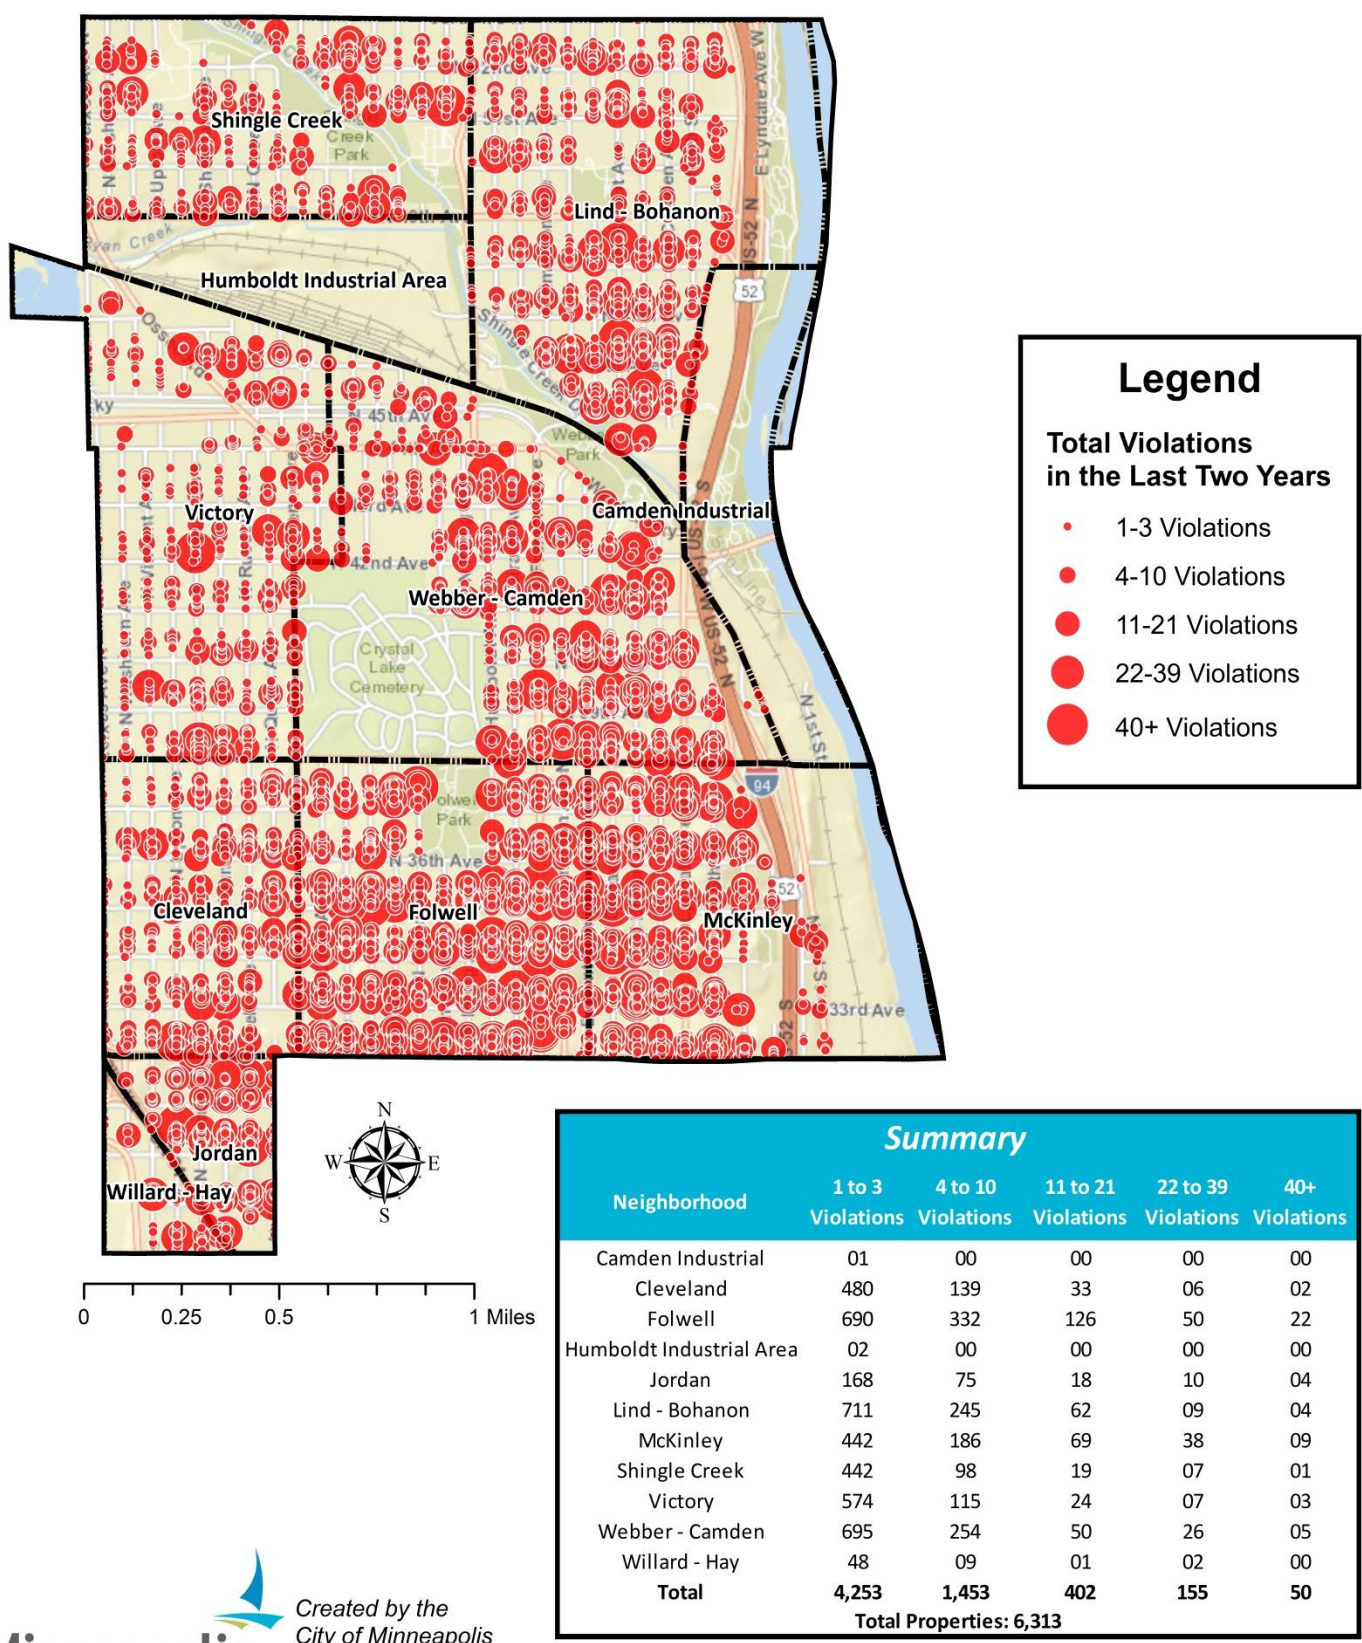 Shingle Creek
Creek
Park
Lind - Bohanon
E Lyndale Ave W
US-52 N
52
Humboldt Industrial Area
N 45th Av
Park
Victory
Camden Industrial
42nd Ave
Webber - Camden
Crystal
Lake
Cemetery
N 1st St
94
Park
N 36th Ave
52
Cleveland
Folwell
McKinley
33rd Ave
Jordan
Willard - Hay
N
W E
S
0 0.25 0.5 1 Miles
Legend
Total Violations
in the Last Two Years
1-3 Violations
4-10 Violations
11-21 Violations
22-39 Violations
40+ Violations
Summary
Neighborhood 1 to 3 Violations 4 to 10 Violations 11 to 21 Violations 22 to 39 Violations 40+ Violations
Camden Industrial 01 00 00 00 00
Cleveland 480 139 33 06 02
Folwell 690 332 126 50 22
Humboldt Industrial Area 02 00 00 00 00
Jordan 168 75 18 10 04
Lind - Bohanon 711 245 62 09 04
McKinley 442 186 69 38 09
Shingle Creek 442 98 19 07 01
Victory 574 115 24 07 03
Webber - Camden 695 254 50 26 05
Willard - Hay 48 09 01 02 00
Total 4,253 1,453 402 155 50
Total Properties: 6,313
Created by the
City of Minneapolis